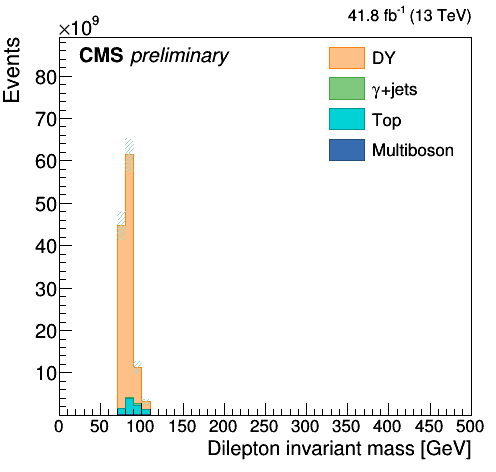 41.8 fb⁻¹ (13 TeV)
×10⁹
Events
CMS preliminary
DY
γ+jets
Top
Multiboson
80
70
60
50
40
30
20
10
0 50 100 150 200 250 300 350 400 450 500
Dilepton invariant mass [GeV]